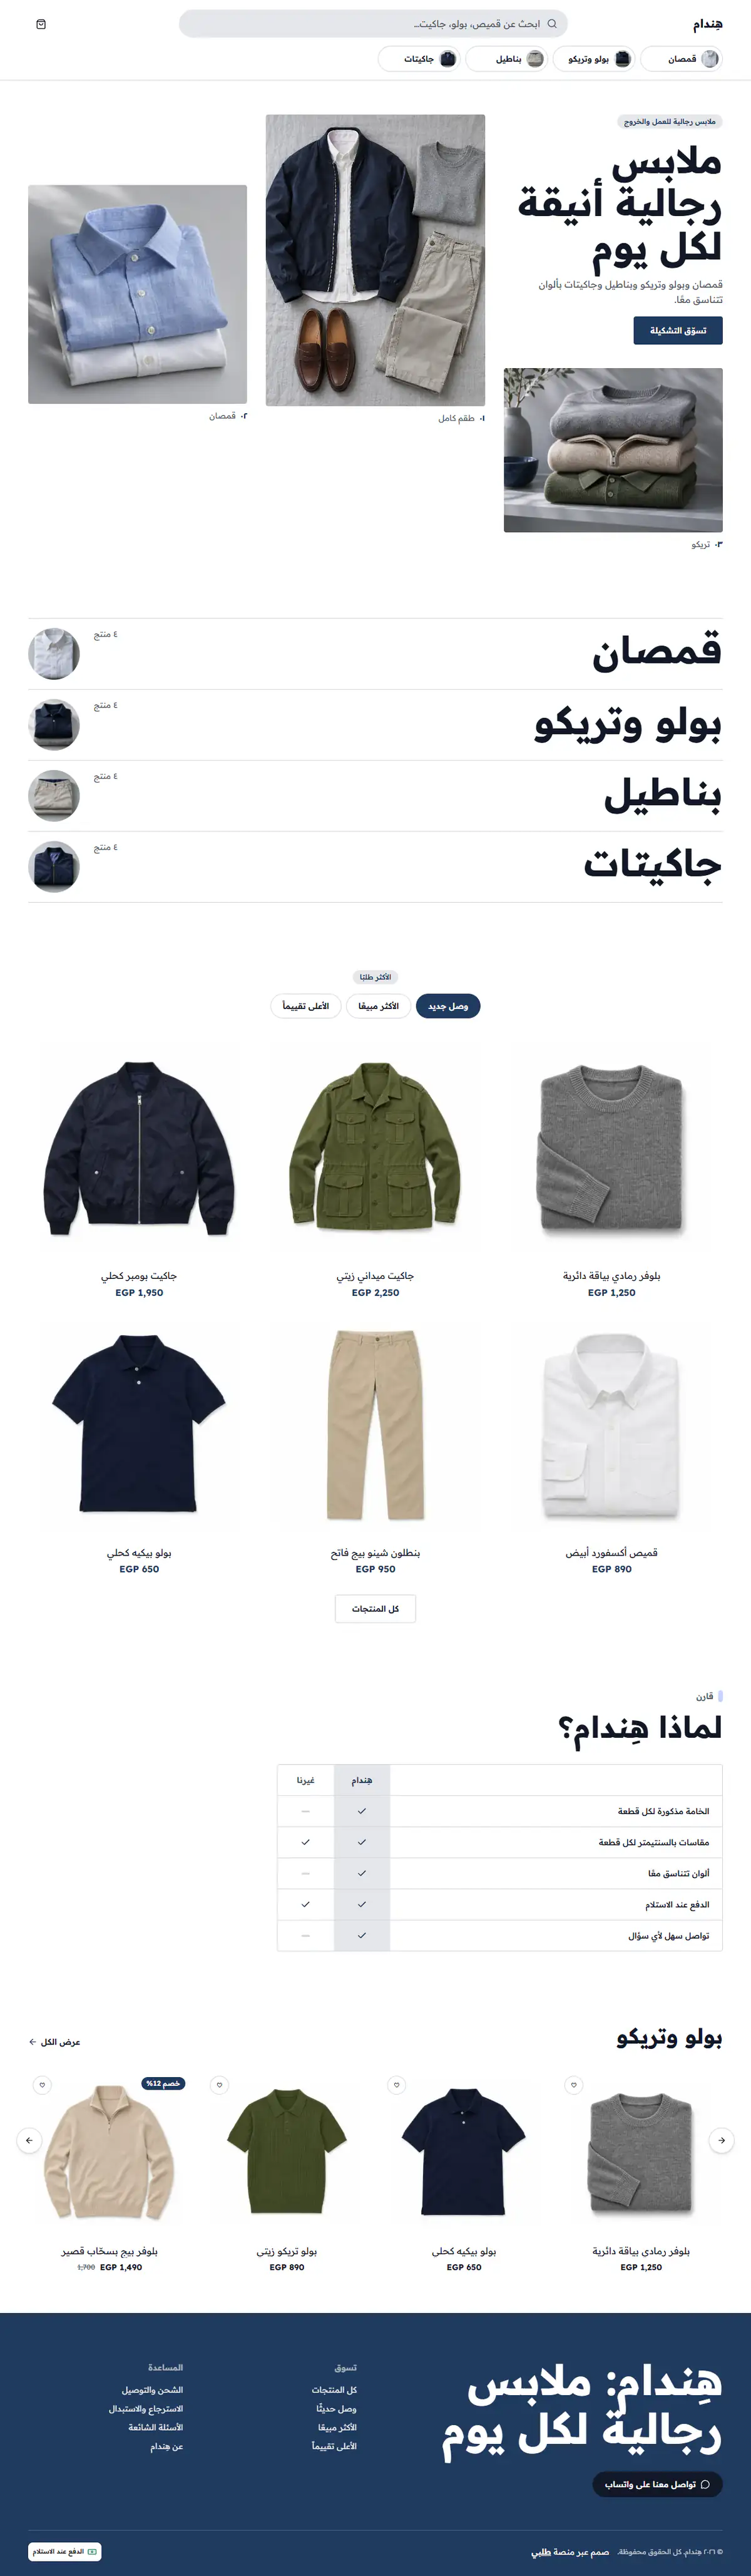 هِندام
ابحث عن قميص، بولو، جاكيت...
قمصان
بولو وتريكو
بناطيل
جاكيتات
ملابس رجالية للعمل والخروج
ملابس
رجالية أنيقة
لكل يوم
قمصان وبولو وتريكو وبناطيل وجاكيتات بألوان
تتناسق معًا.
تسوّق التشكيلة
٠١ طقم كامل
٠٢ قمصان
٠٣ تريكو
قمصان
٤ منتج
بولو وتريكو
٤ منتج
بناطيل
٤ منتج
جاكيتات
٤ منتج
الأكثر طلبًا
وصل جديد
الأكثر مبيعًا
الأعلى تقييماً
بلوفر رمادي بياقة دائرية
EGP 1,250
جاكيت ميداني زيتي
EGP 2,250
جاكيت بومبر كحلي
EGP 1,950
قميص أكسفورد أبيض
EGP 890
بنطلون شينو بيج فاتح
EGP 950
بولو بيكيه كحلي
EGP 650
كل المنتجات
قارن
لماذا هِندام؟
هِندام
غيرنا
الخامة مذكورة لكل قطعة
مقاسات بالسنتيمتر لكل قطعة
ألوان تتناسق معًا
الدفع عند الاستلام
تواصل سهل لأي سؤال
بولو وتريكو
عرض الكل
بلوفر رمادي بياقة دائرية
EGP 1,250
بولو بيكيه كحلي
EGP 650
بولو تريكو زيتي
EGP 890
خصم 12%
بلوفر بيج بسحّاب قصير
EGP 1,490 1,700
هِندام: ملابس
رجالية لكل يوم
تواصل معنا على واتساب
تسوق
كل المنتجات
وصل حديثًا
الأكثر مبيعًا
الأعلى تقييماً
المساعدة
الشحن والتوصيل
الاسترجاع والاستبدال
الأسئلة الشائعة
عن هِندام
© ٢٠٢٦ هِندام. كل الحقوق محفوظة.
صمم عبر منصة طلبي
الدفع عند الاستلام